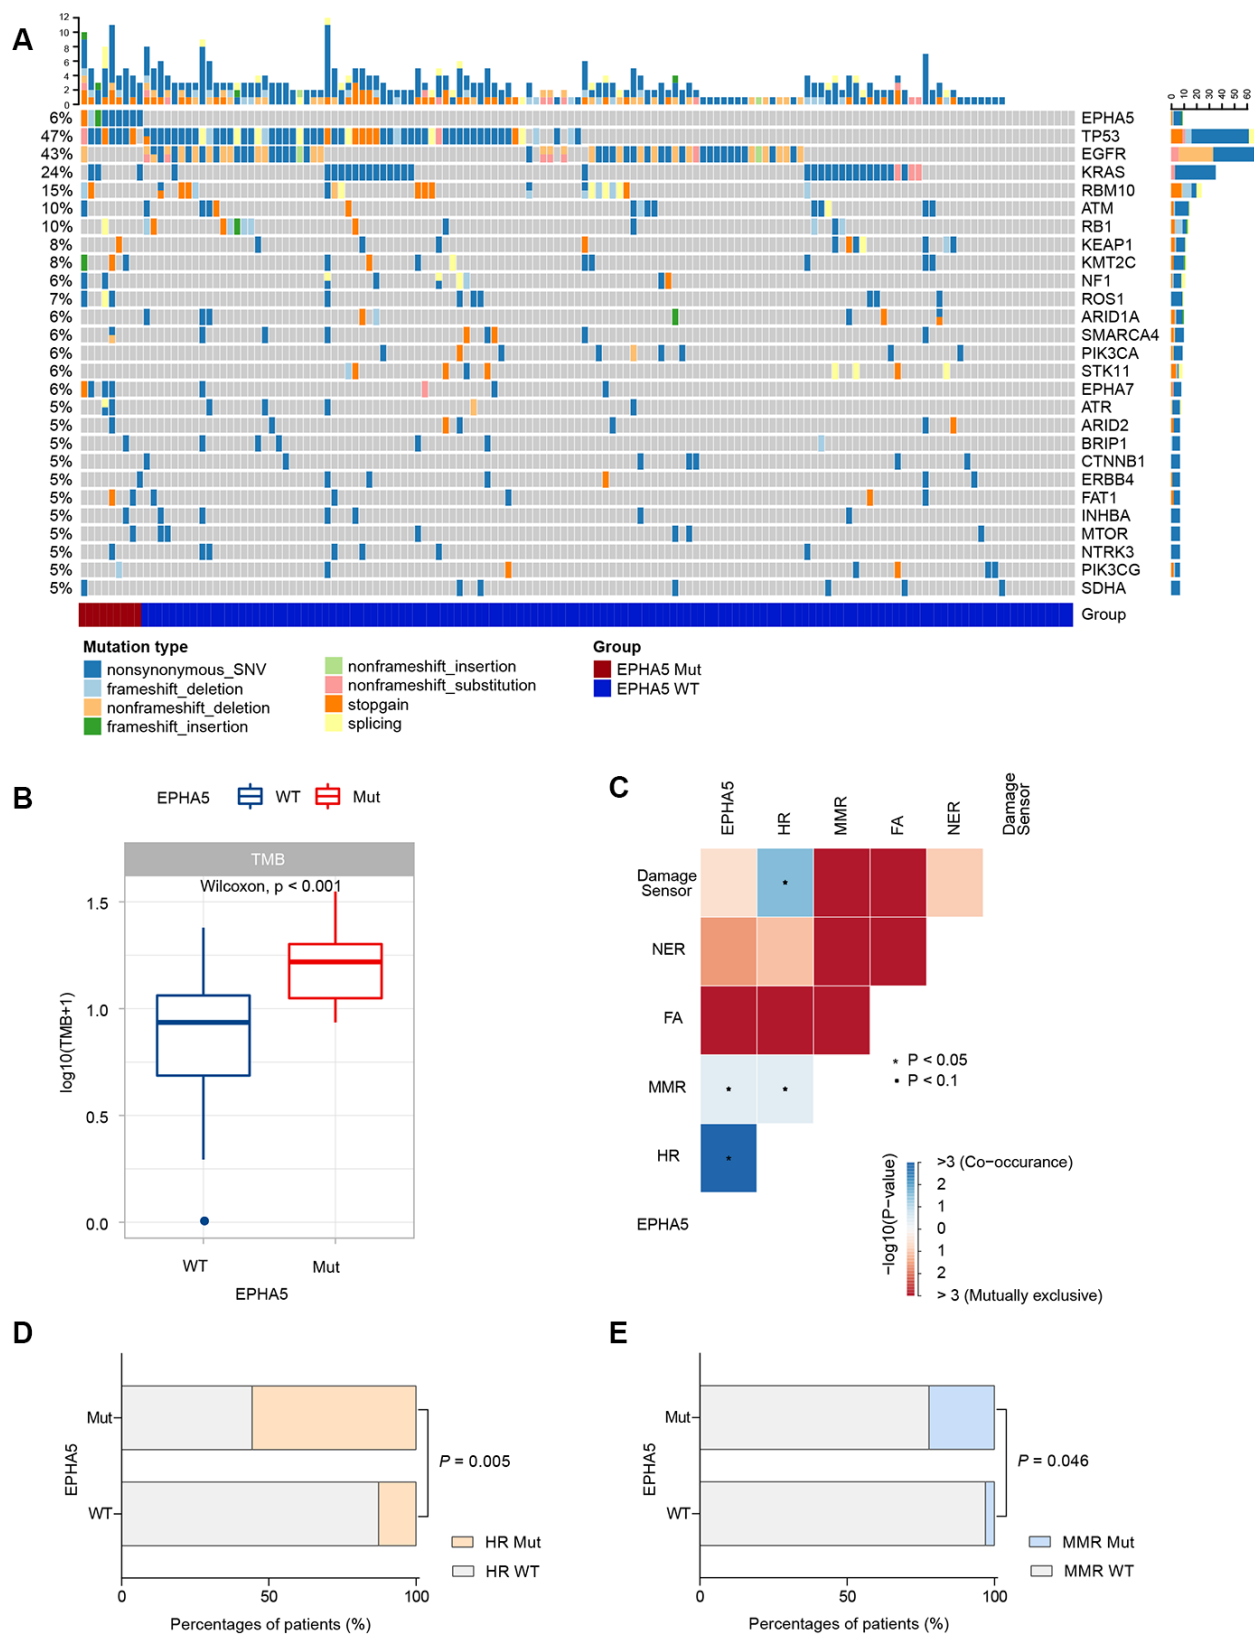 A
12
10
8
6
4
2
0
0 10 20 30 40 50 60
6% EPHA5
47% TP53
43% EGFR
24% KRAS
15% RBM10
10% ATM
10% RB1
8% KEAP1
8% KMT2C
6% NF1
7% ROS1
6% ARID1A
6% SMARCA4
6% PIK3CA
6% STK11
6% EPHA7
5% ATR
5% ARID2
5% BRIP1
5% CTNNB1
5% ERBB4
5% FAT1
5% INHBA
5% MTOR
5% NTRK3
5% PIK3CG
5% SDHA
Group
Mutation type
nonsynonymous_SNV
frameshift_deletion
nonframeshift_deletion
frameshift_insertion
nonframeshift_insertion
nonframeshift_substitution
stopgain
splicing
Group
EPHA5 Mut
EPHA5 WT
B
EPHA5 WT Mut
TMB
Wilcoxon, p < 0.001
log10(TMB+1)
1.5
1.0
0.5
0.0
WT Mut
EPHA5
C
EPHA5 HR MMR FA NER Damage
Sensor
Damage
Sensor
NER
FA
MMR
HR
EPHA5
* P < 0.05
• P < 0.1
−log10(P−value)
>3 (Co−occurance)
2
1
0
1
2
> 3 (Mutually exclusive)
D
EPHA5
Mut
WT
P = 0.005
HR Mut
HR WT
0 50 100
Percentages of patients (%)
E
EPHA5
Mut
WT
P = 0.046
MMR Mut
MMR WT
0 50 100
Percentages of patients (%)